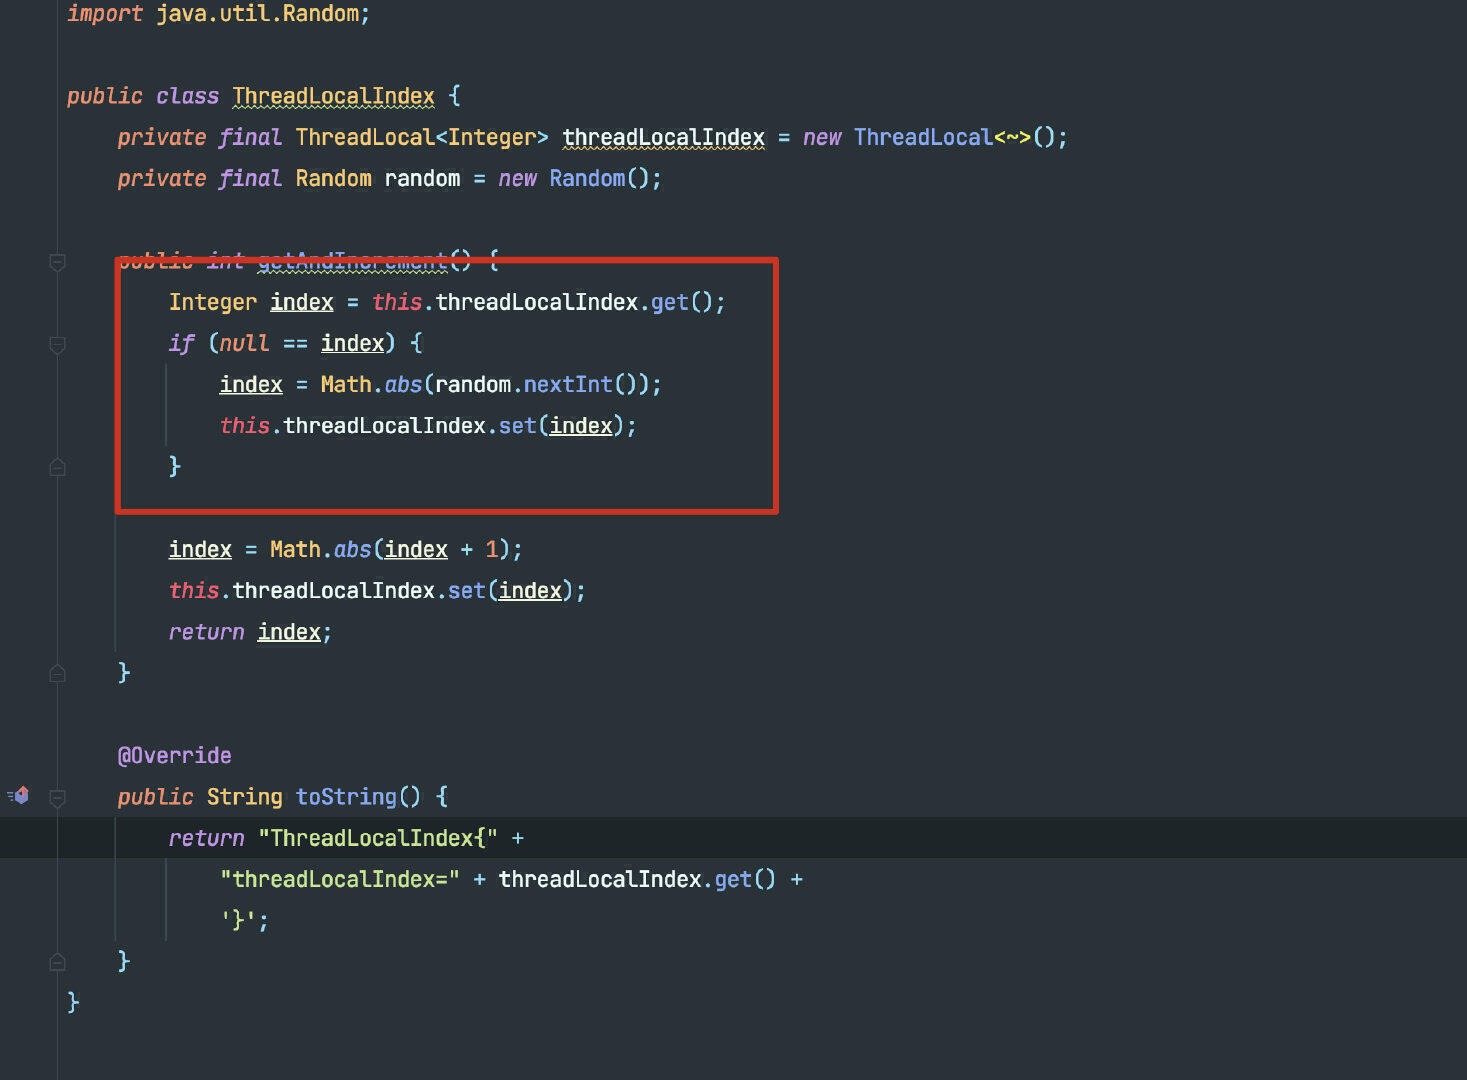 import java.util.Random;
public class ThreadLocalIndex {
private final ThreadLocal<Integer> threadLocalIndex = new ThreadLocal<~>();
private final Random random = new Random();
public int getAndIncrement() {
Integer index = this.threadLocalIndex.get();
if (null == index) {
index = Math.abs(random.nextInt());
this.threadLocalIndex.set(index);
}
index = Math.abs(index + 1);
this.threadLocalIndex.set(index);
return index;
}
@Override
public String toString() {
return "ThreadLocalIndex{" +
"threadLocalIndex=" + threadLocalIndex.get() +
'}';
}
}